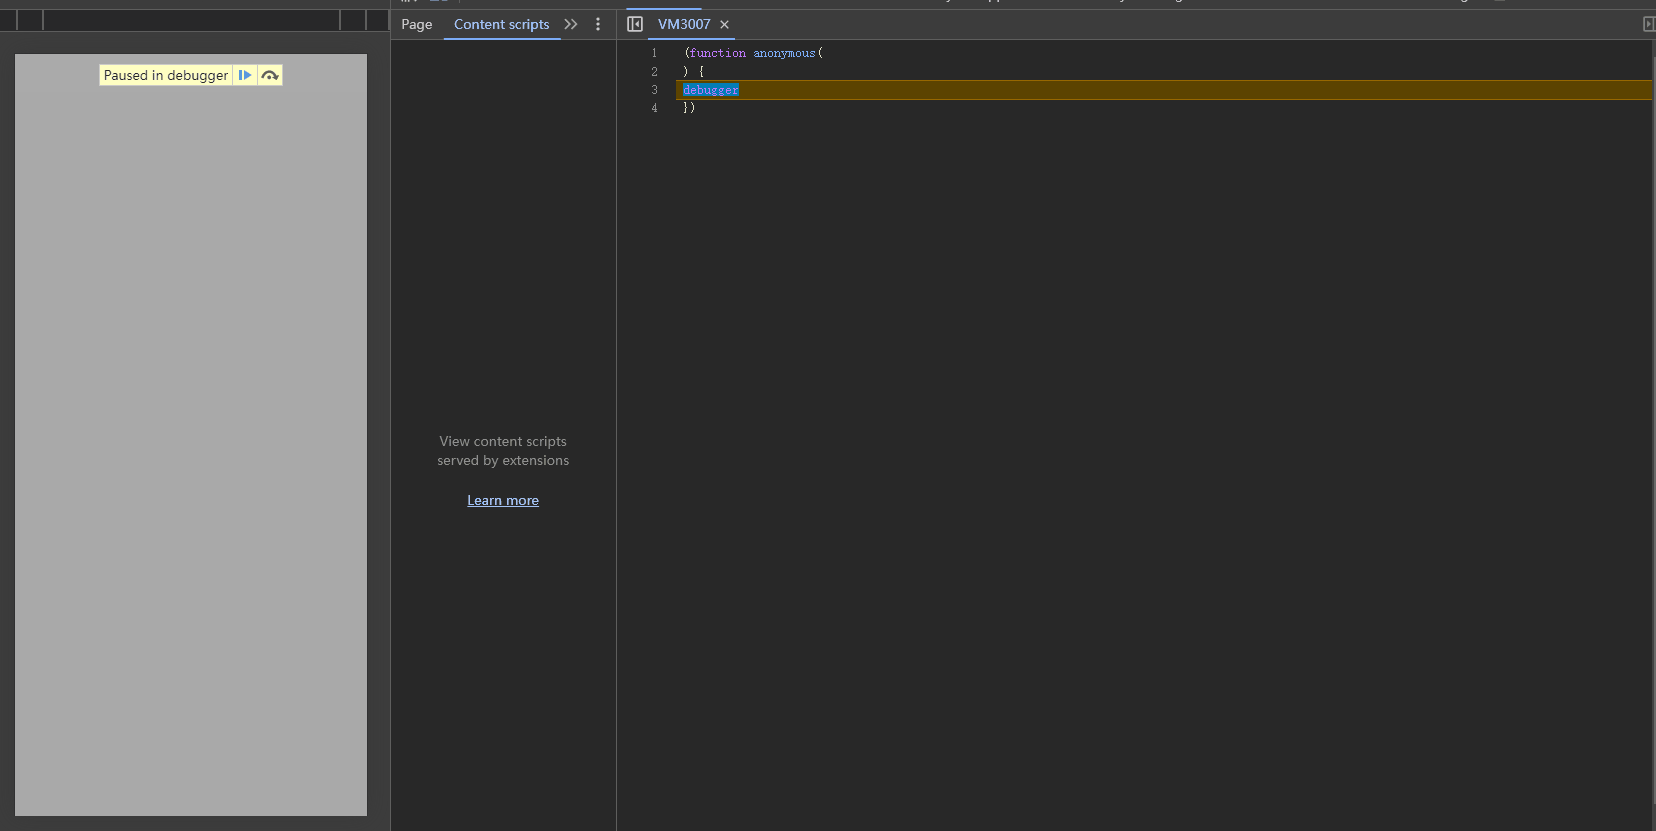 Page
Content scripts
VM3007
Paused in debugger
1 (function anonymous(
2 ) {
3 debugger
4 })
View content scripts
served by extensions
Learn more